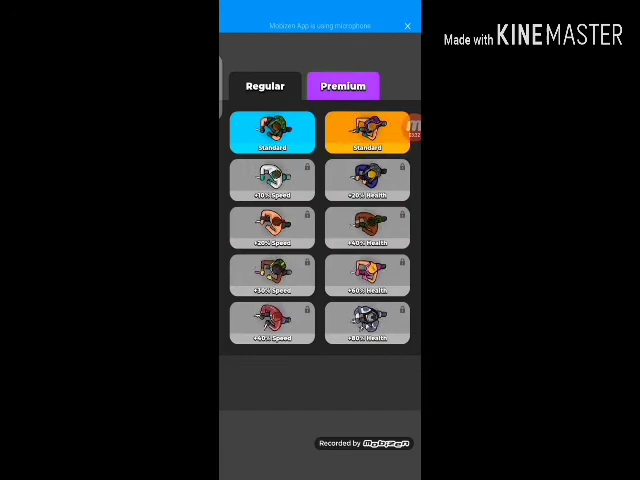 Mobizen App is using microphone
Made with KINEMASTER
Regular
Premium
Standard
Standard
+10% Speed
+20% Health
+20% Speed
+40% Health
+30% Speed
+60% Health
+40% Speed
+80% Health
Recorded by mobizen